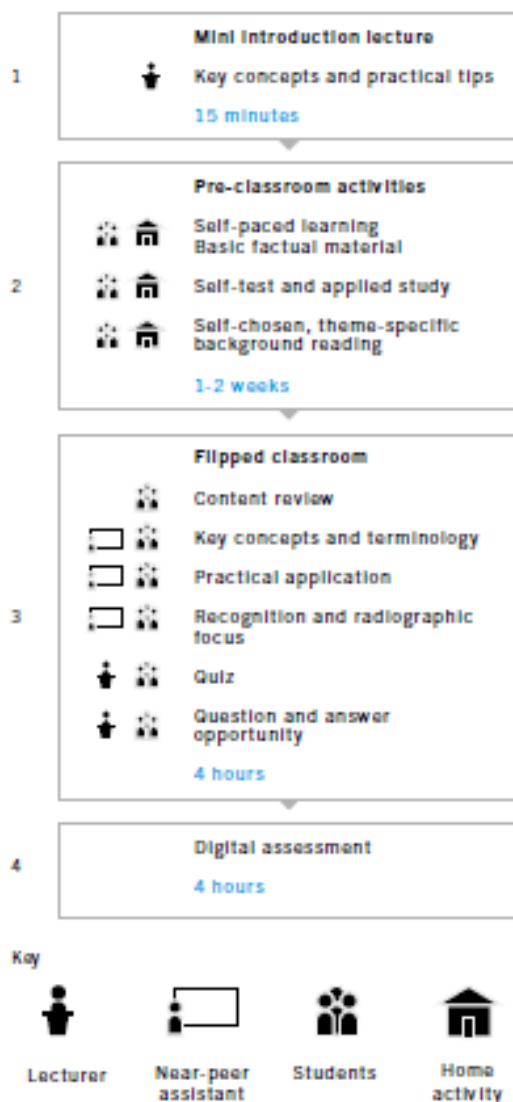 Mini introduction lecture
1
Key concepts and practical tips
15 minutes
Pre-classroom activities
Self-paced learning
Basic factual material
2
Self-test and applied study
Self-chosen, theme-specific
background reading
1-2 weeks
Flipped classroom
Content review
Key concepts and terminology
Practical application
3
Recognition and radiographic
focus
Quiz
Question and answer
opportunity
4 hours
Digital assessment
4
4 hours
Key
Lecturer
Near-peer
assistant
Students
Home
activity